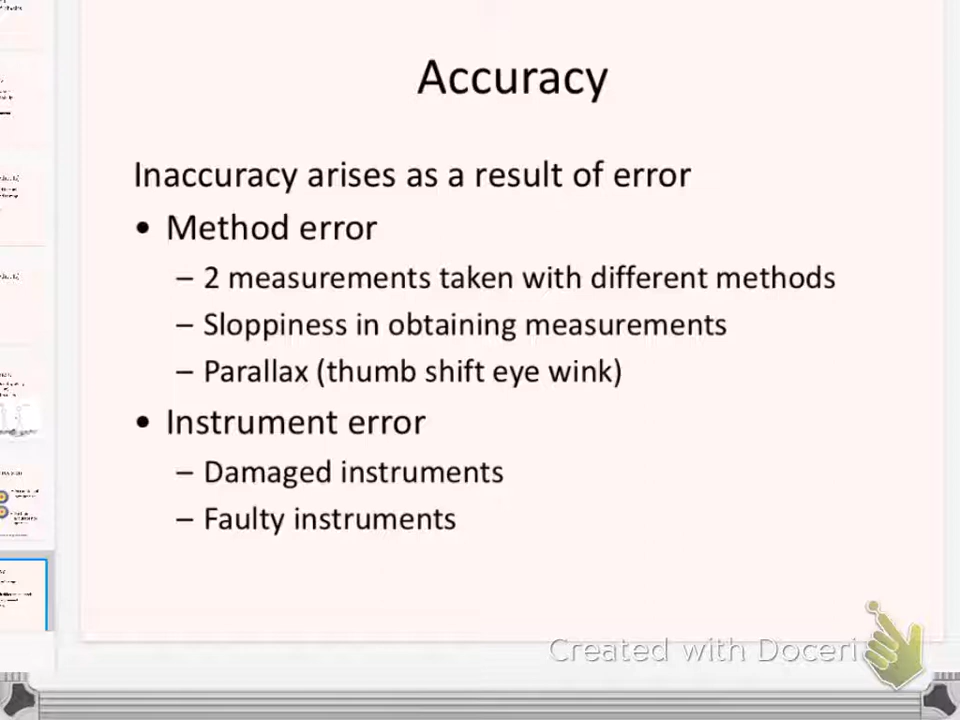 Accuracy
Inaccuracy arises as a result of error
• Method error
– 2 measurements taken with different methods
– Sloppiness in obtaining measurements
– Parallax (thumb shift eye wink)
• Instrument error
– Damaged instruments
– Faulty instruments
Created with Doceri